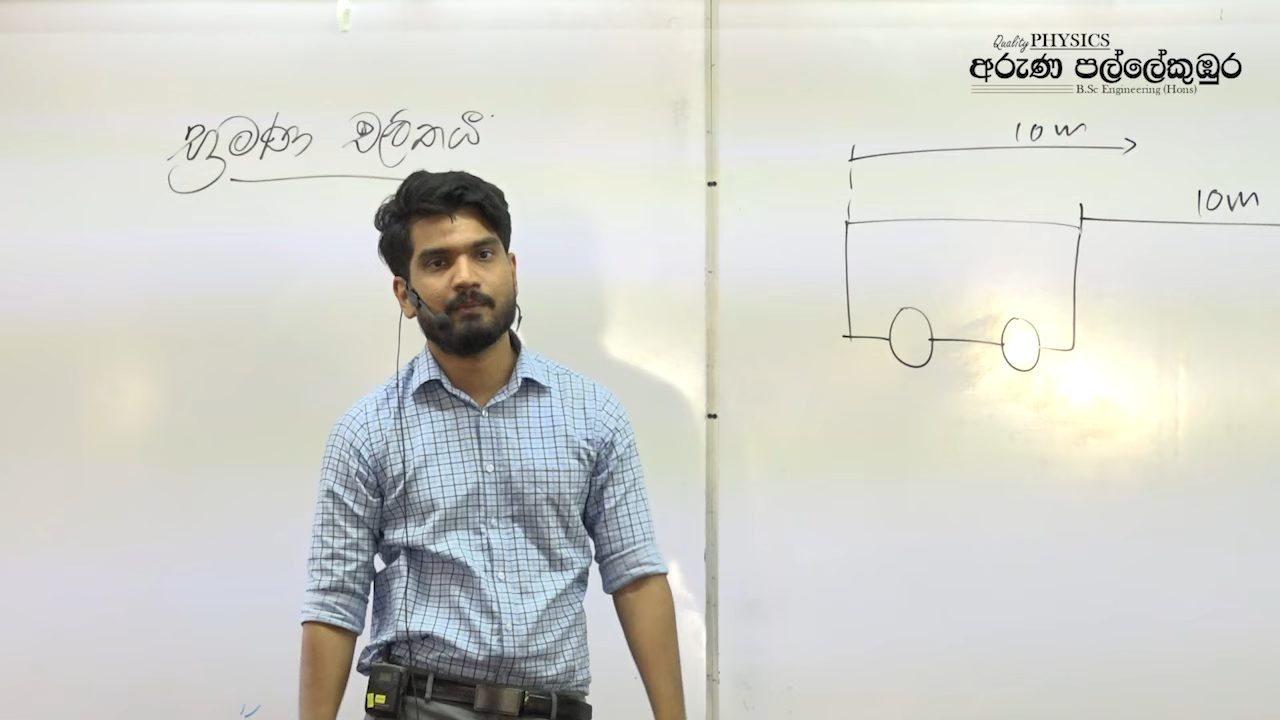 භ්‍රමණ චලිතයී
Quality PHYSICS
අරුණ පල්ලේකුඹුර
B.Sc Engineering (Hons)
10m
10m